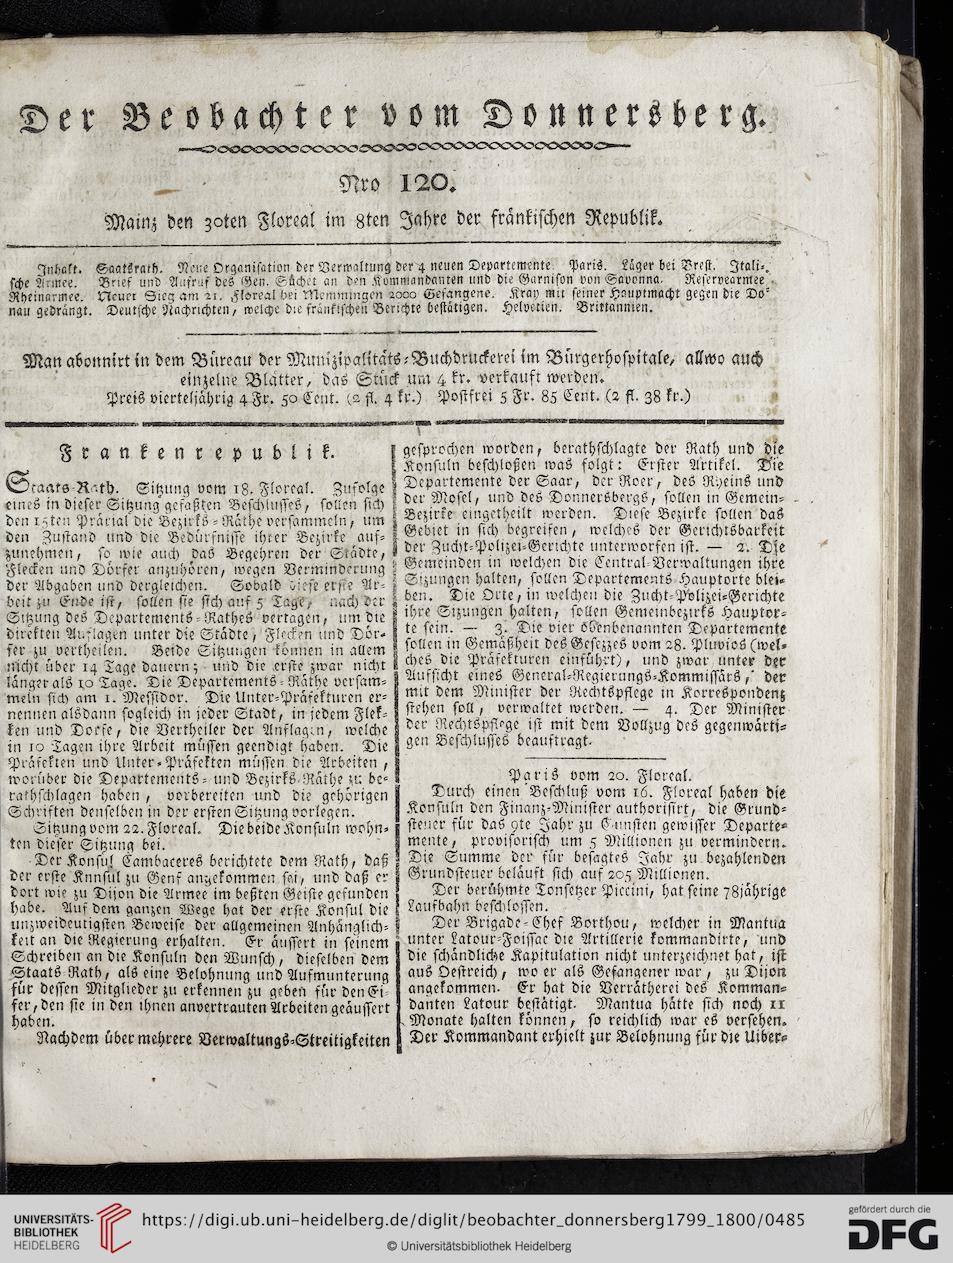 Der Beobachter vom Donnersberg.
Nro 120.
Mainz den 30ten Floreal im 8ten Jahre der fränkischen Republik.
Inhalt. Saatsrath. Neue Organisation der Verwaltung der 4 neuen Departemente. Paris. Läger bei Brest. Itali-
sche Armee. Brief und Aufruf des Gen. Süchet an den Kommandanten und die Garnison von Savonna. Reservearmee.
Rheinarmee. Neuer Sieg am 21. Floreal bei Memmingen 2000 Gefangene. Kray mit seiner Hauptmacht gegen die Do-
nau gedrängt. Deutsche Nachrichten, welche die fränkischen Berichte bestätigen. Helvetien. Brittannien.
Man abonnirt in dem Büreau der Munizipalitäts-Buchdruckerei im Bürgerhospitale, allwo auch
einzelne Blätter, das Stück um 4 kr. verkauft werden.
Preis vierteljährig 4 Fr. 50 Cent. (2 fl. 4 kr.) Postfrei 5 Fr. 85 Cent. (2 fl. 38 kr.)
Frankenrepublik.
Staats-Rath. Sitzung vom 18. Floreal. Zufolge
eines in dieser Sitzung gefaßten Beschlusses, sollen sich
den 15ten Prärial die Bezirks-Räthe versammeln, um
den Zustand und die Bedürfnisse ihrer Bezirke auf-
zunehmen, so wie auch das Begehren der Städte,
Flecken und Dörfer anzuhören, wegen Verminderung
der Abgaben und dergleichen. Sobald diese erste Ar-
beit zu Ende ist, sollen sie sich auf 5 Tage, nach der
Sitzung des Departements-Rathes vertagen, um die
direkten Auflagen unter die Städte, Flecken und Dör-
fer zu vertheilen. Beide Sitzungen können in allem
nicht über 14 Tage dauern; und die erste zwar nicht
länger als 10 Tage. Die Departements-Räthe versam-
meln sich am 1. Messidor. Die Unter-Präfekturen er-
nennen alsdann sogleich in jeder Stadt, in jedem Flek-
ken und Dorfe, die Vertheiler der Auflagen, welche
in 10 Tagen ihre Arbeit müssen geendigt haben. Die
Präfekten und Unter-Präfekten müssen die Arbeiten,
worüber die Departements- und Bezirks-Räthe zu be-
rathschlagen haben, vorbereiten und die gehörigen
Schriften denselben in der ersten Sitzung vorlegen.
Sitzung vom 22. Floreal. Die beide Konsuln wohn-
ten dieser Sitzung bei.
Der Konsul Cambaceres berichtete dem Rath, daß
der erste Knnsul zu Genf angekommen sei, und daß er
dort wie zu Dijon die Armee im beßten Geiste gefunden
habe. Auf dem ganzen Wege hat der erste Konsul die
unzweideutigsten Beweise der allgemeinen Anhänglich-
keit an die Regierung erhalten. Er äussert in seinem
Schreiben an die Konsuln den Wunsch, dieselben dem
Staats-Rath, als eine Belohnung und Aufmunterung
für dessen Mitglieder zu erkennen zu geben für den Ei-
fer, den sie in den ihnen anvertrauten Arbeiten geäussert
haben.
Nachdem über mehrere Verwaltungs-Streitigkeiten
gesprochen worden, berathschlagte der Rath und die
Konsuln beschloßen was folgt: Erster Artikel. Die
Departemente der Saar, der Roer, des Rheins und
der Mosel, und des Donnersbergs, sollen in Gemein-
Bezirke eingetheilt werden. Diese Bezirke sollen das
Gebiet in sich begreifen, welches der Gerichtsbarkeit
der Zucht-Polizei-Gerichte unterworfen ist. — 2. Die
Gemeinden in welchen die Central-Verwaltungen ihre
Sizungen halten, sollen Departements-Hauptorte blei-
ben. Die Orte, in welchen die Zucht-Polizei-Gerichte
ihre Sizungen halten, sollen Gemeinbezirks Hauptor-
te sein. — 3. Die vier öbenbenannten Departemente
sollen in Gemäßheit des Gesezzes vom 28. Pluvios (wel-
ches die Präfekturen einführt), und zwar unter der
Aufsicht eines General-Regierungs-Kommissärs, der
mit dem Minister der Rechtspflege in Korrespondenz
stehen soll, verwaltet werden. — 4. Der Minister
der Rechtspflege ist mit dem Vollzug des gegenwärti-
gen Beschlusses beauftragt.
Paris vom 20. Floreal.
Durch einen Beschluß vom 16. Floreal haben die
Konsuln den Finanz-Minister authorisirt, die Grund-
steuer für das 9te Jahr zu Gunsten gewisser Departe-
mente, provisorisch um 5 Millionen zu vermindern.
Die Summe der für besagtes Jahr zu bezahlenden
Grundsteuer beläuft sich auf 205 Millionen.
Der berühmte Tonsetzer Piccini, hat seine 78jährige
Laufbahn beschlossen.
Der Brigade-Chef Borthou, welcher in Mantua
unter Latour-Foissac die Artillerie kommandirte, und
die schändliche Kapitulation nicht unterzeichnet hat, ist
aus Oestreich, wo er als Gefangener war, zu Dijon
angekommen. Er hat die Verrätherei des Komman-
danten Latour bestätigt. Mantua hätte sich noch 11
Monate halten können, so reichlich war es versehen.
Der Kommandant erhielt zur Belohnung für die Uiber-
UNIVERSITÄTS-
BIBLIOTHEK
HEIDELBERG
https://digi.ub.uni-heidelberg.de/diglit/beobachter_donnersberg1799_1800/0485
© Universitätsbibliothek Heidelberg
gefördert durch die
DFG